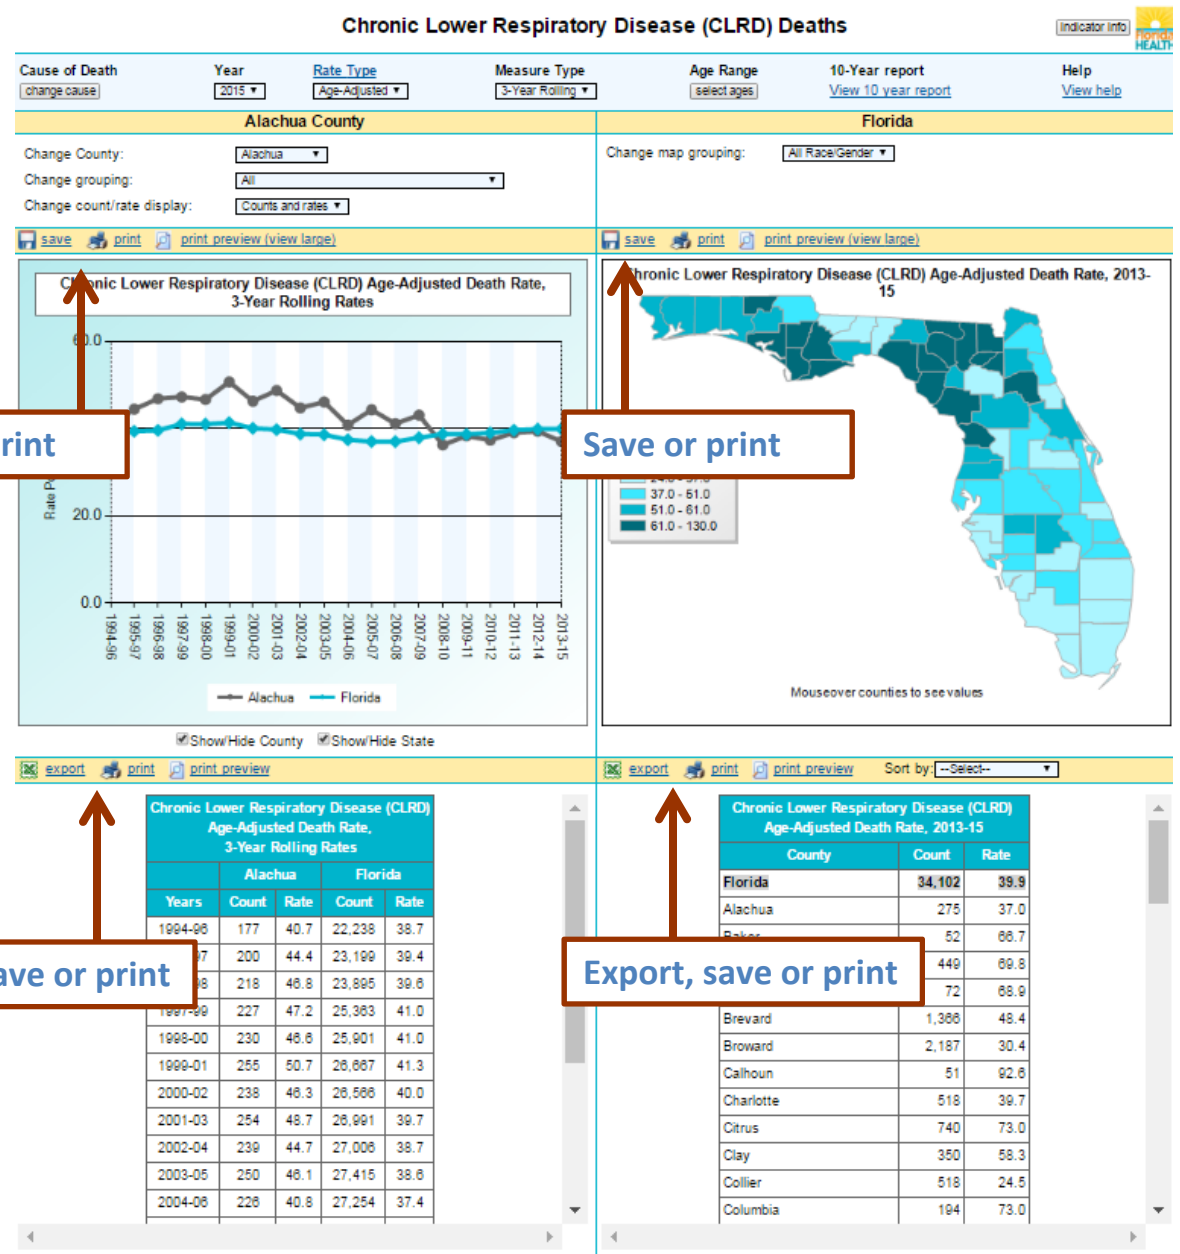 Chronic Lower Respiratory Disease (CLRD) Deaths
Indicator Info
Florida
HEALTH
Cause of Death Year Rate Type Measure Type Age Range 10-Year report Help
change cause 2015 Age-Adjusted 3-Year Rolling select ages View 10 year report View help
Alachua County
Florida
Change County: Alachua
Change grouping: All
Change count/rate display: Counts and rates
Change map grouping: All Race/Gender
save print print preview (view large)
save print print preview (view large)
Chronic Lower Respiratory Disease (CLRD) Age-Adjusted Death Rate,
3-Year Rolling Rates
60.0
20.0
0.0
Rate
1994-96
1995-97
1996-98
1997-99
1998-00
1999-01
2000-02
2001-03
2002-04
2003-05
2004-06
2005-07
2006-08
2007-09
2008-10
2009-11
2010-12
2011-13
2012-14
2013-15
Alachua Florida
Show/Hide County Show/Hide State
rint
Chronic Lower Respiratory Disease (CLRD) Age-Adjusted Death Rate, 2013-
15
Save or print
37.0 - 51.0
51.0 - 61.0
61.0 - 130.0
Mouseover counties to see values
export print print preview
export print print preview Sort by: --Select--
Chronic Lower Respiratory Disease (CLRD)
Age-Adjusted Death Rate,
3-Year Rolling Rates
Alachua Florida
Years Count Rate Count Rate
1994-96 177 40.7 22,238 38.7
97 200 44.4 23,199 39.4
98 218 46.8 23,895 39.6
1997-99 227 47.2 25,363 41.0
1998-00 230 46.6 25,901 41.0
1999-01 255 50.7 26,667 41.3
2000-02 238 46.3 26,566 40.0
2001-03 254 48.7 26,991 39.7
2002-04 239 44.7 27,006 38.7
2003-05 250 46.1 27,415 38.6
2004-06 226 40.8 27,254 37.4
ave or print
Chronic Lower Respiratory Disease (CLRD)
Age-Adjusted Death Rate, 2013-15
County Count Rate
Florida 34,102 39.9
Alachua 275 37.0
Baker 52 66.7
449 69.8
72 68.9
Brevard 1,366 48.4
Broward 2,187 30.4
Calhoun 51 92.6
Charlotte 518 39.7
Citrus 740 73.0
Clay 350 58.3
Collier 518 24.5
Columbia 194 73.0
Export, save or print